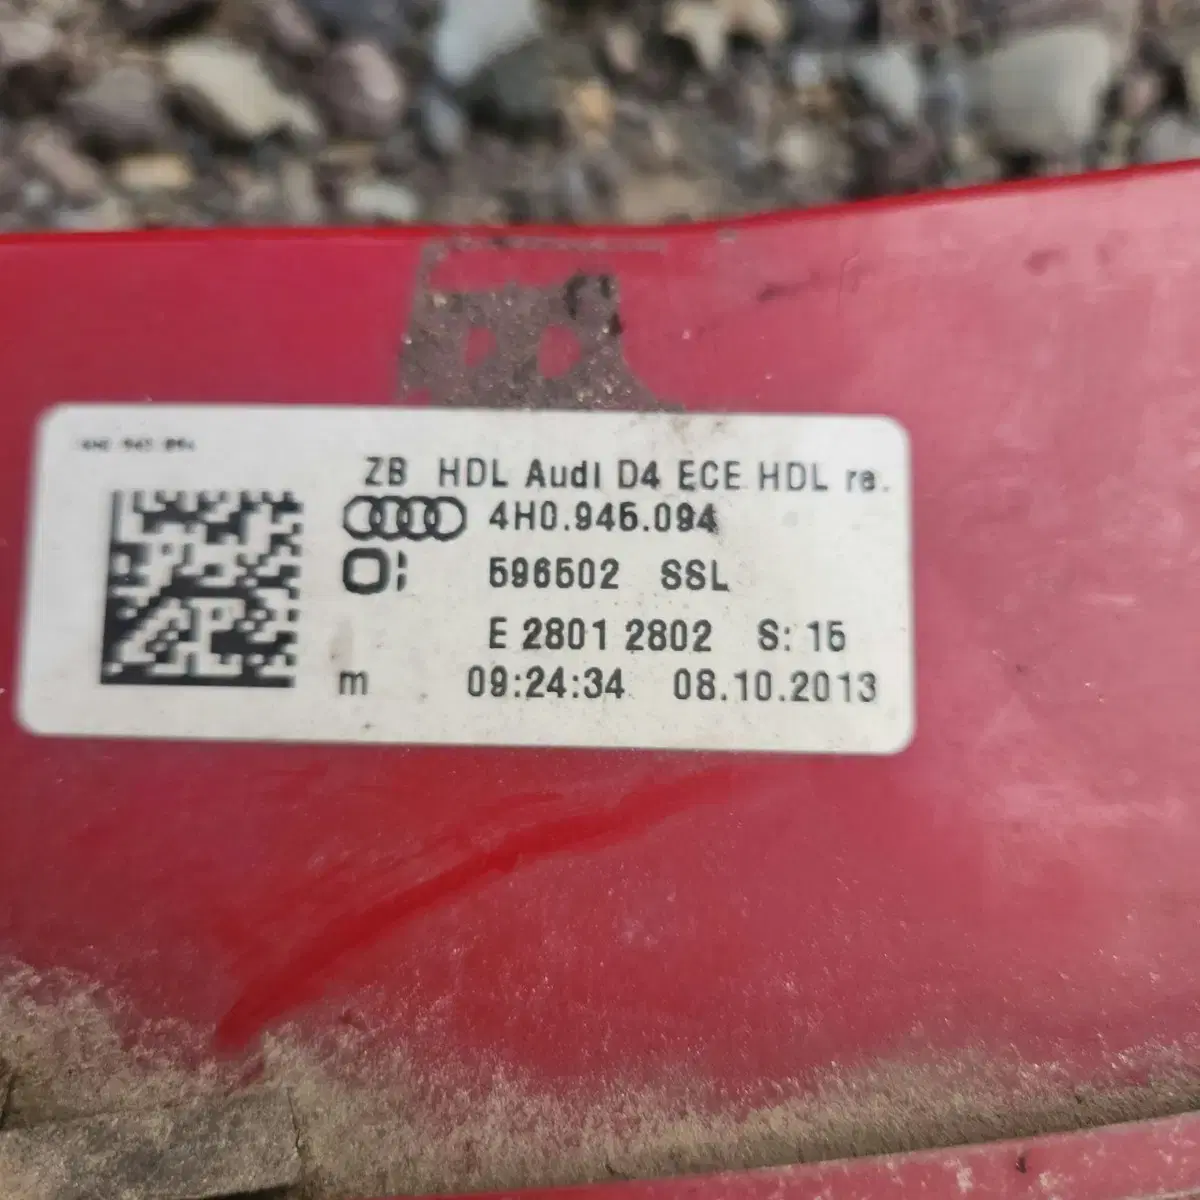 ZB HDL Audi D4 ECE HDL re.
4H0.945.094
O: 596502 SSL
E 2801 2802 S: 15
m 09:24:34 08.10.2013